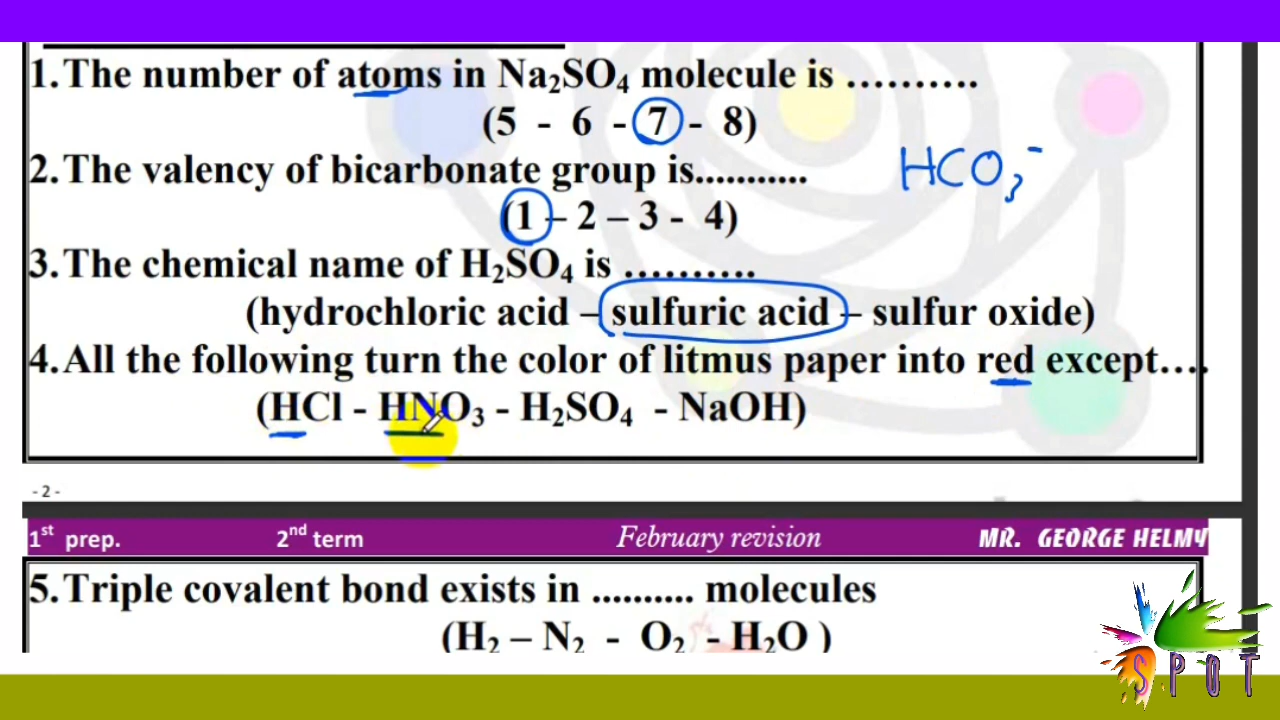 1.The number of atoms in Na₂SO₄ molecule is ……….
(5 - 6 - 7 - 8)
2.The valency of bicarbonate group is...........
HCO₃⁻
(1 – 2 – 3 - 4)
3.The chemical name of H₂SO₄ is ……….
(hydrochloric acid – sulfuric acid – sulfur oxide)
4.All the following turn the color of litmus paper into red except….
(HCl - HNO₃ - H₂SO₄ - NaOH)
- 2 -
1st prep. 2nd term February revision MR. GEORGE HELMY
5.Triple covalent bond exists in .......... molecules
(H₂ – N₂ - O₂ - H₂O )
SPOT